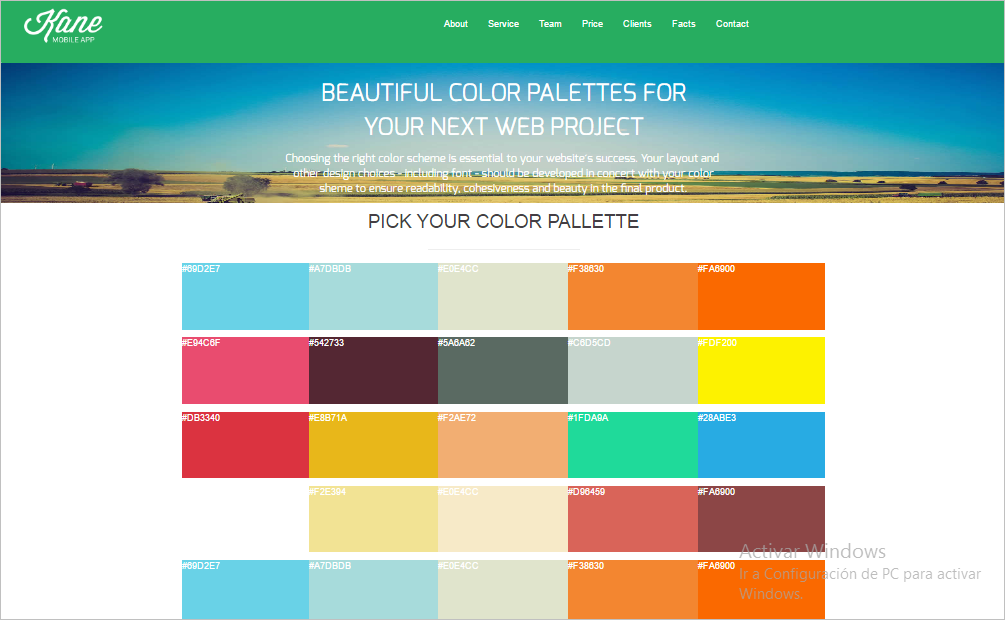 Kane
MOBILE APP
About Service Team Price Clients Facts Contact
BEAUTIFUL COLOR PALETTES FOR
YOUR NEXT WEB PROJECT
Choosing the right color scheme is essential to your website's success. Your layout and
other design choices - including font - should be developed in concert with your color
sheme to ensure readability, cohesiveness and beauty in the final product.
PICK YOUR COLOR PALLETTE
#69D2E7 #A7DBDB #E0E4CC #F38630 #FA6900
#E94C6F #542733 #5A6A62 #C6D5CD #FDF200
#DB3340 #E8B71A #F2AE72 #1FDA9A #28ABE3
#F2E394 #E0E4CC #D96459 #FA6900
#69D2E7 #A7DBDB #E0E4CC #F38630 #FA6900
Activar Windows
Ir a Configuración de PC para activar
Windows.